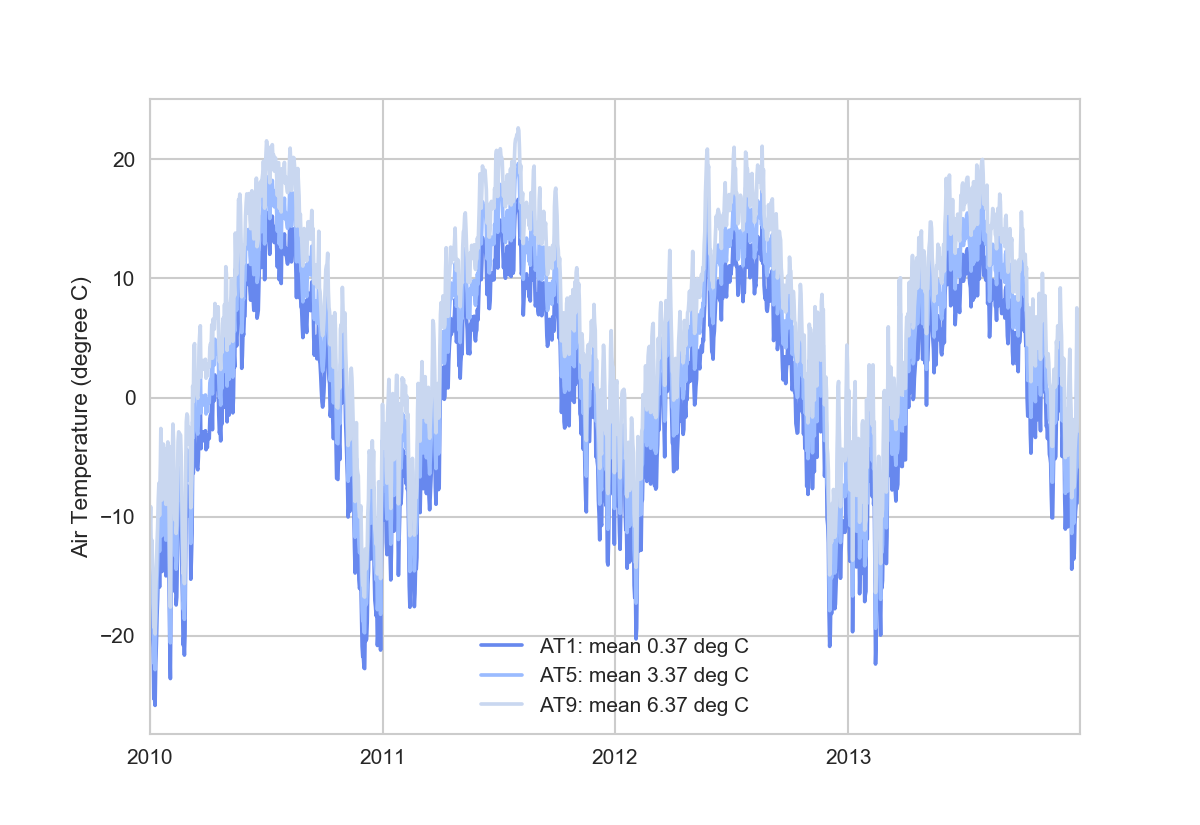 Air Temperature (degree C)
20
10
0
−10
−20
AT1: mean 0.37 deg C
AT5: mean 3.37 deg C
AT9: mean 6.37 deg C
2010 2011 2012 2013